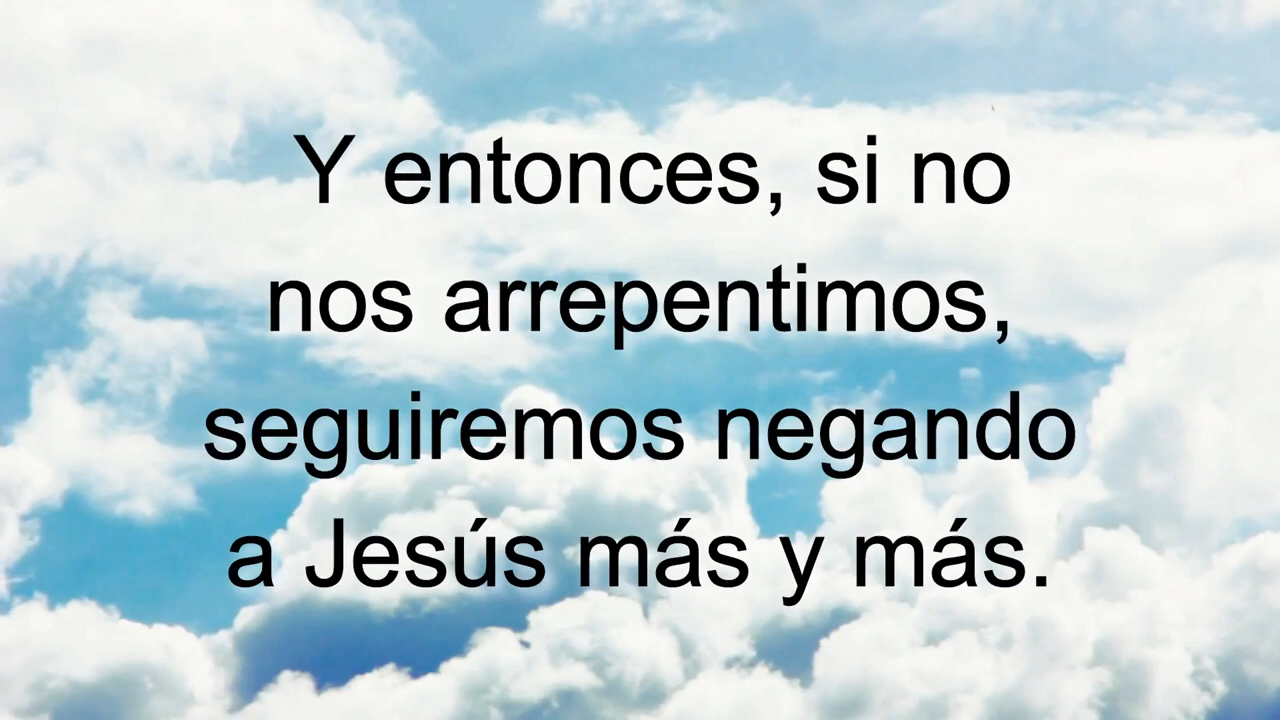 Y entonces, si no
nos arrepentimos,
seguiremos negando
a Jesús más y más.